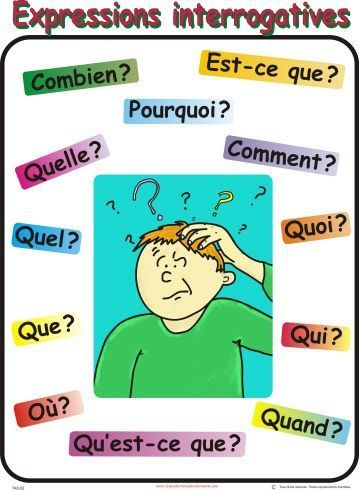 Expressions interrogatives
Combien?
Est-ce que?
Pourquoi?
Quelle?
Comment?
Quel?
Quoi?
Que?
Qui?
Où?
Quand?
Qu'est-ce que?